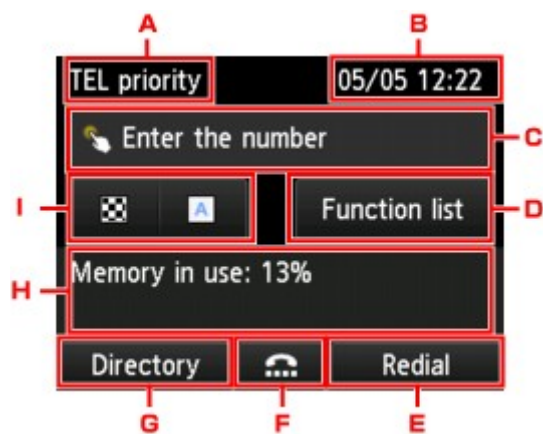 A B
TEL priority 05/05 12:22
Enter the number C
I A Function list D
H Memory in use: 13%
Directory Redial
G F E